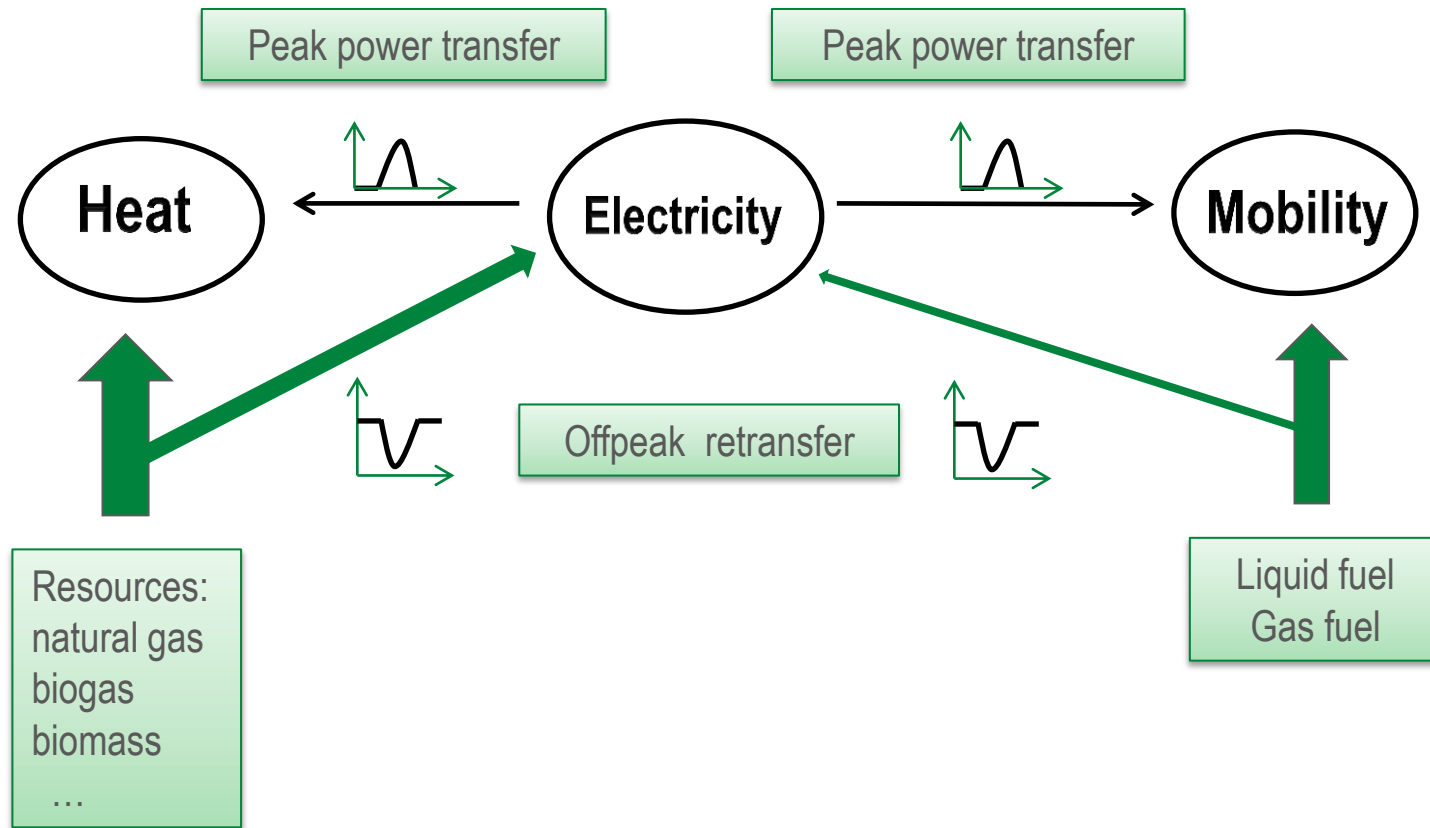 Peak power transfer
Peak power transfer
Heat
Electricity
Mobility
Offpeak  retransfer
Resources:
natural gas
biogas
biomass
…
Liquid fuel
Gas fuel